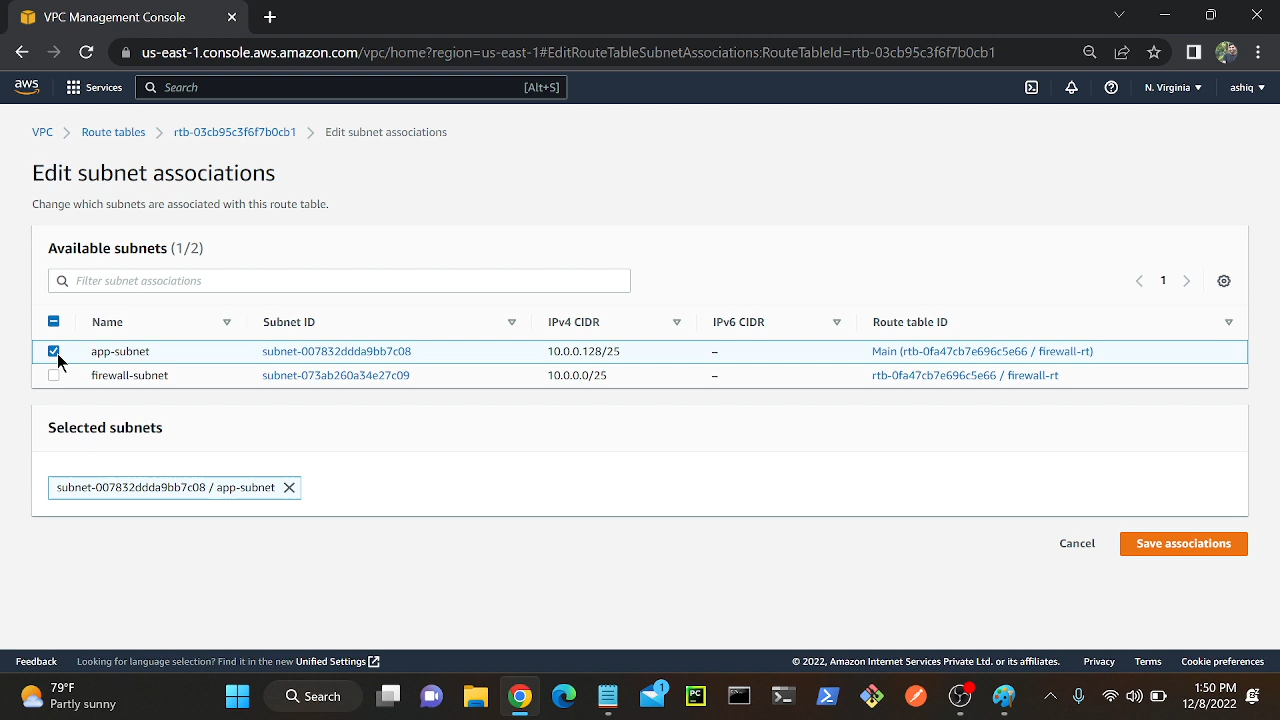 VPC Management Console
us-east-1.console.aws.amazon.com/vpc/home?region=us-east-1#EditRouteTableSubnetAssociations:RouteTableId=rtb-03cb95c3f6f7b0cb1
aws Services Search [Alt+S] N. Virginia ashiq
VPC Route tables rtb-03cb95c3f6f7b0cb1 Edit subnet associations
Edit subnet associations
Change which subnets are associated with this route table.
Available subnets (1/2)
Filter subnet associations 1
Name Subnet ID IPv4 CIDR IPv6 CIDR Route table ID
app-subnet subnet-007832ddda9bb7c08 10.0.0.128/25 – Main (rtb-0fa47cb7e696c5e66 / firewall-rt)
firewall-subnet subnet-073ab260a34e27c09 10.0.0.0/25 – rtb-0fa47cb7e696c5e66 / firewall-rt
Selected subnets
subnet-007832ddda9bb7c08 / app-subnet
Cancel Save associations
Feedback Looking for language selection? Find it in the new Unified Settings © 2022, Amazon Internet Services Private Ltd. or its affiliates. Privacy Terms Cookie preferences
79°F
Partly sunny
Search
1
PC
1:50 PM
12/8/2022